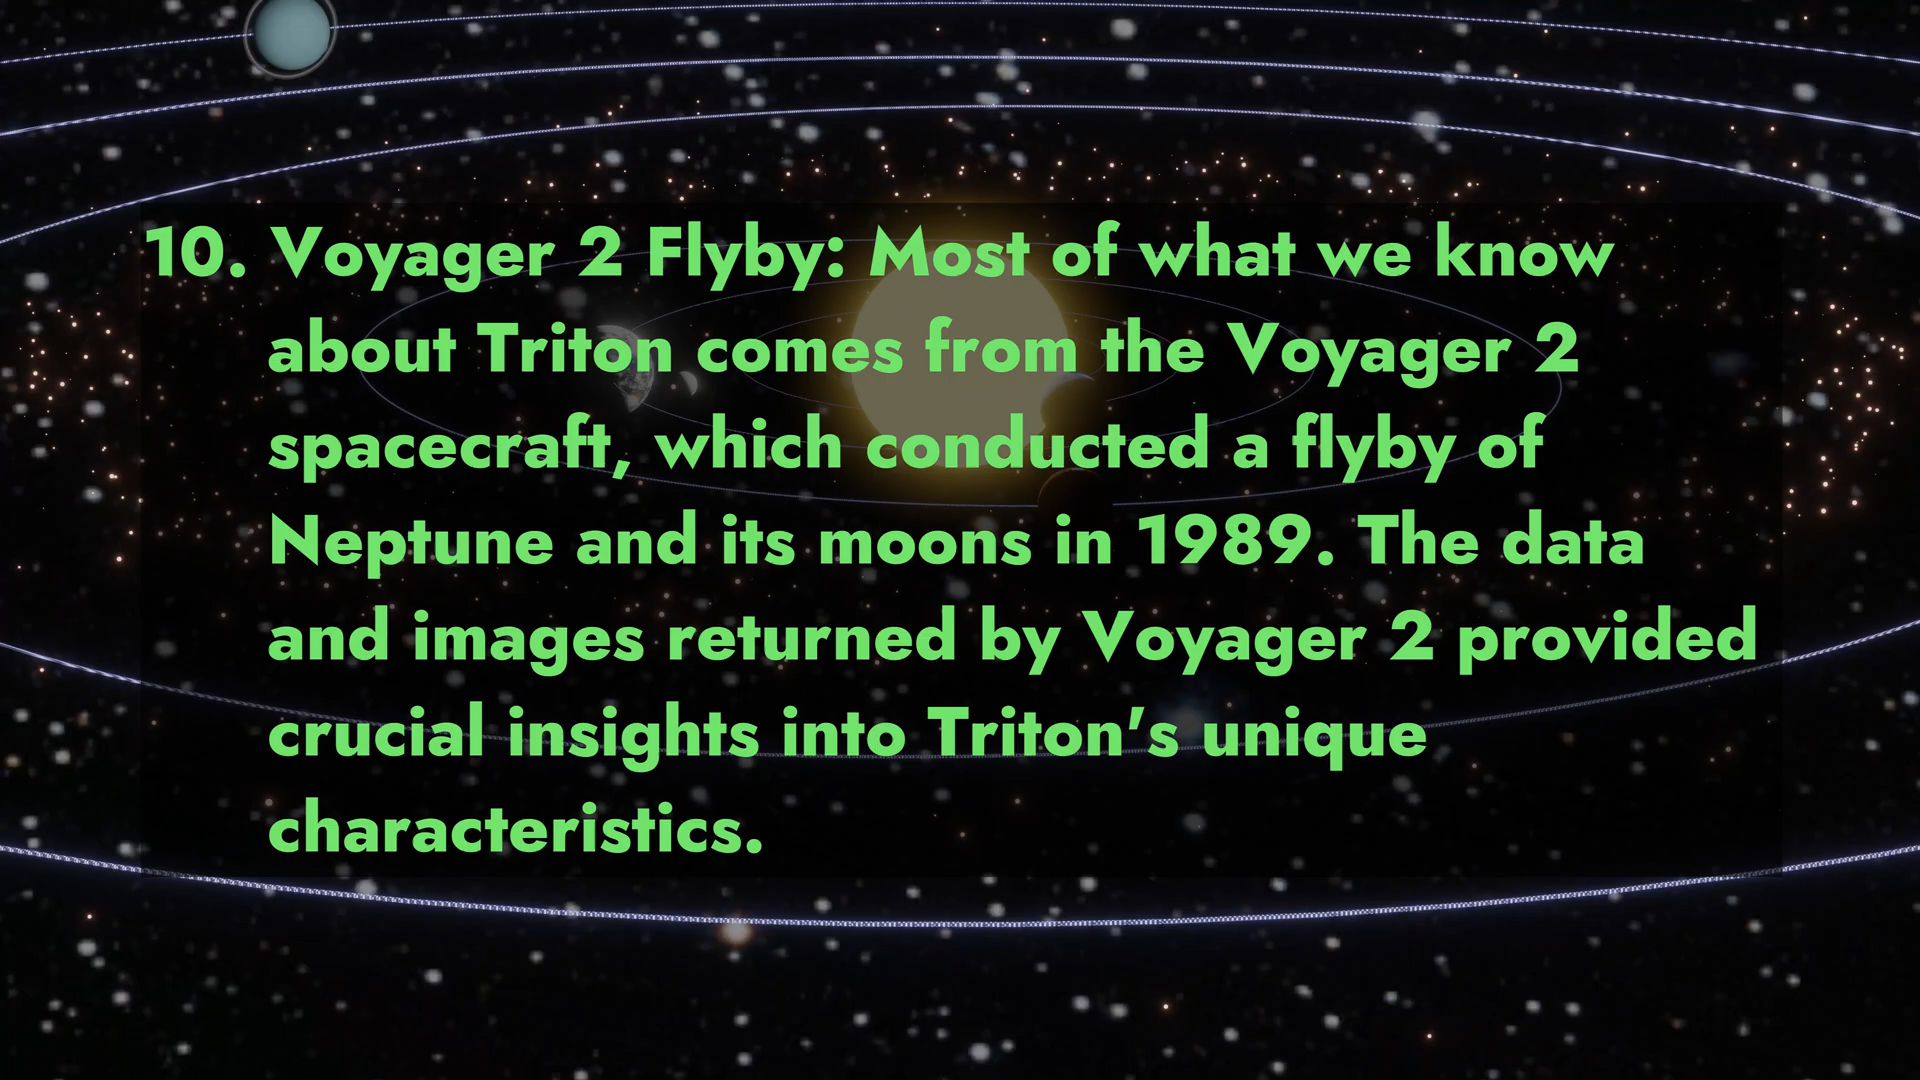 10. Voyager 2 Flyby: Most of what we know
about Triton comes from the Voyager 2
spacecraft, which conducted a flyby of
Neptune and its moons in 1989. The data
and images returned by Voyager 2 provided
crucial insights into Triton's unique
characteristics.